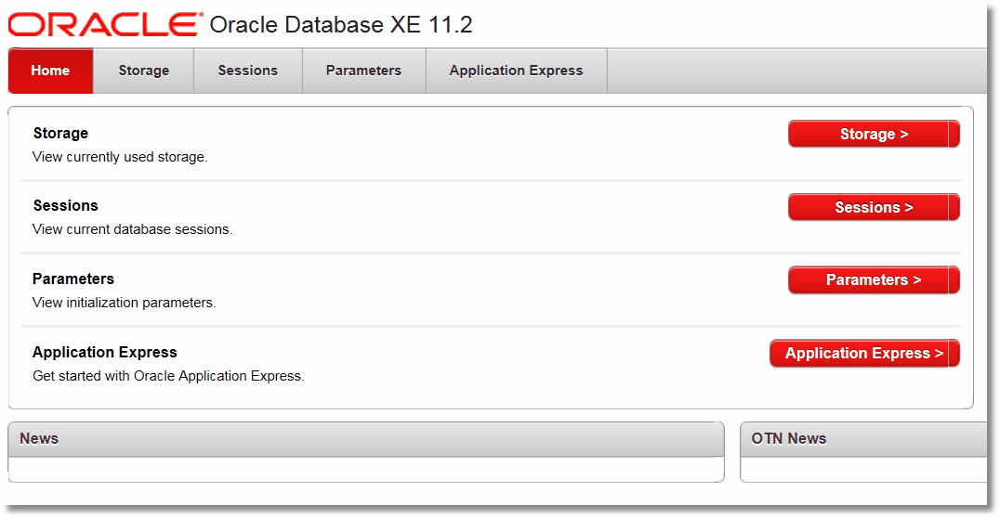 ORACLE® Oracle Database XE 11.2
Home Storage Sessions Parameters Application Express
Storage
Storage >
View currently used storage.
Sessions
Sessions >
View current database sessions.
Parameters
Parameters >
View initialization parameters.
Application Express
Application Express >
Get started with Oracle Application Express.
News
OTN News